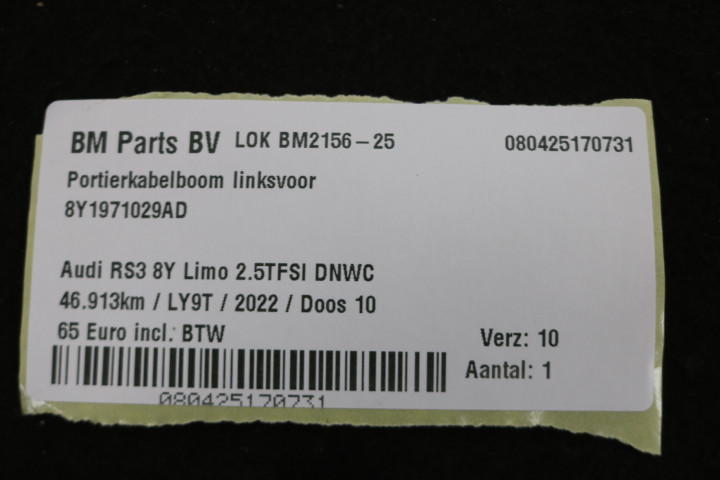 BM Parts BV LOK BM2156-25 080425170731
Portierkabelboom linksvoor
8Y1971029AD
Audi RS3 8Y Limo 2.5TFSI DNWC
46.913km / LY9T / 2022 / Doos 10
65 Euro incl. BTW Verz: 10
Aantal: 1
080425170731